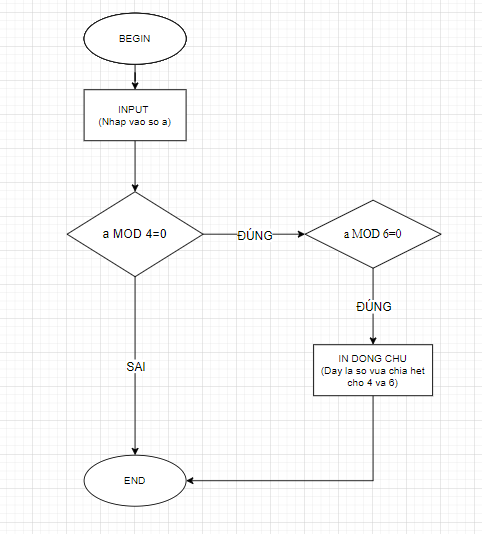 BEGIN
INPUT
(Nhap vao so a)
a MOD 4=0
ĐÚNG
a MOD 6=0
ĐÚNG
SAI
IN DONG CHU
(Day la so vua chia het
cho 4 va 6)
END